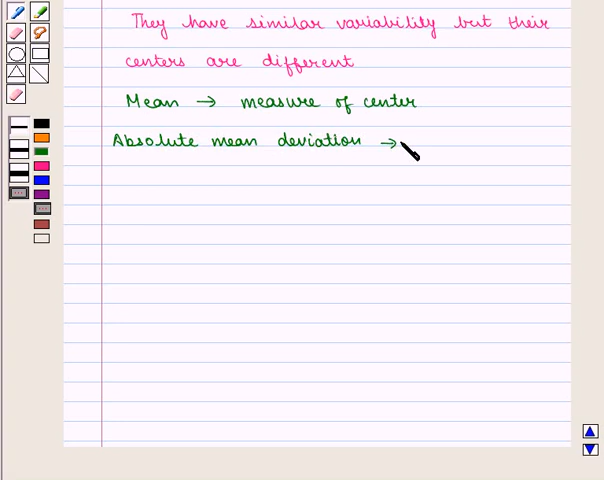 They have similar variability but their
centers are different
Mean → measure of center
Absolute mean deviation →